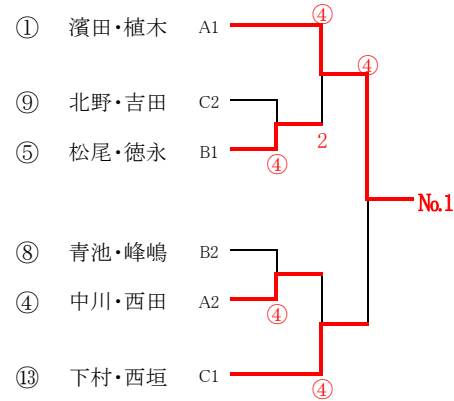 ④
① 濱田・植木 A1
④
⑨ 北野・吉田 C2
2
⑤ 松尾・徳永 B1
④
No.1
⑧ 青池・峰嶋 B2
④ 中川・西田 A2
④
⑬ 下村・西垣 C1
④